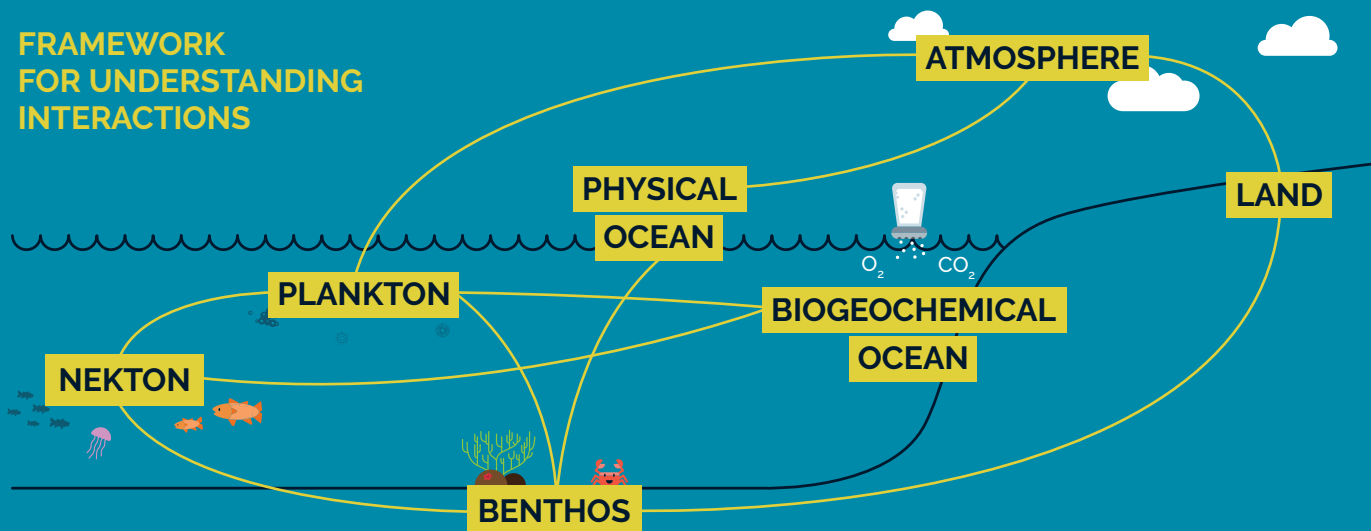 FRAMEWORK
FOR UNDERSTANDING
INTERACTIONS
ATMOSPHERE
PHYSICAL
OCEAN
LAND
O₂
CO₂
PLANKTON
BIOGEOCHEMICAL
OCEAN
NEKTON
BENTHOS